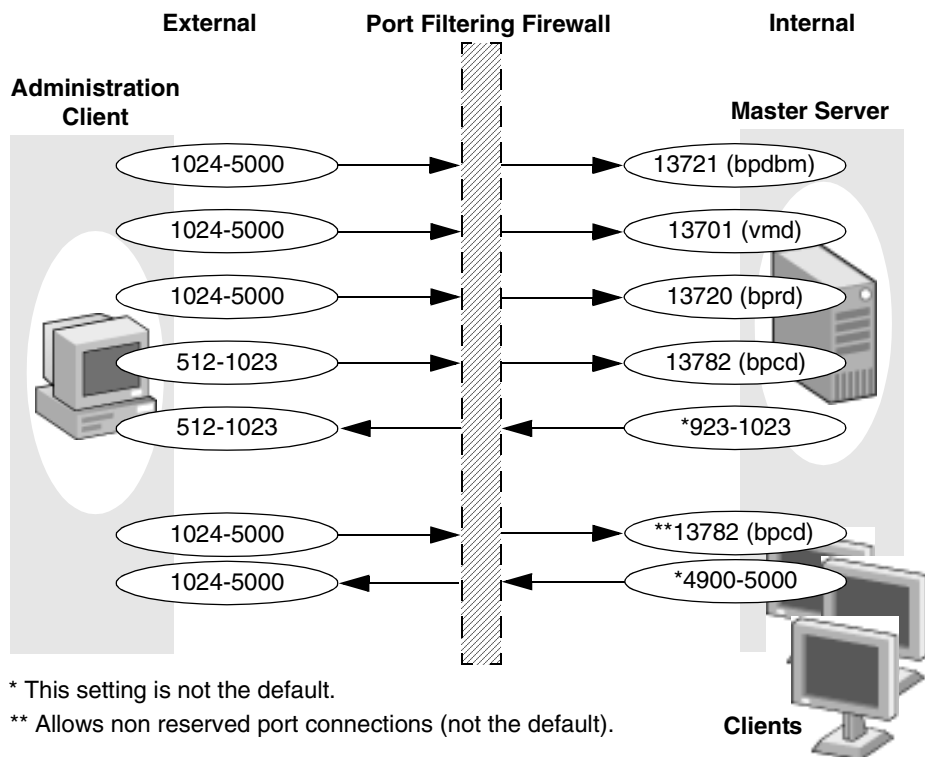 External
Port Filtering Firewall
Internal
Administration
Client
Master Server
1024-5000
13721 (bpdbm)
1024-5000
13701 (vmd)
1024-5000
13720 (bprd)
512-1023
13782 (bpcd)
512-1023
*923-1023
1024-5000
**13782 (bpcd)
1024-5000
*4900-5000
* This setting is not the default.
** Allows non reserved port connections (not the default).
Clients